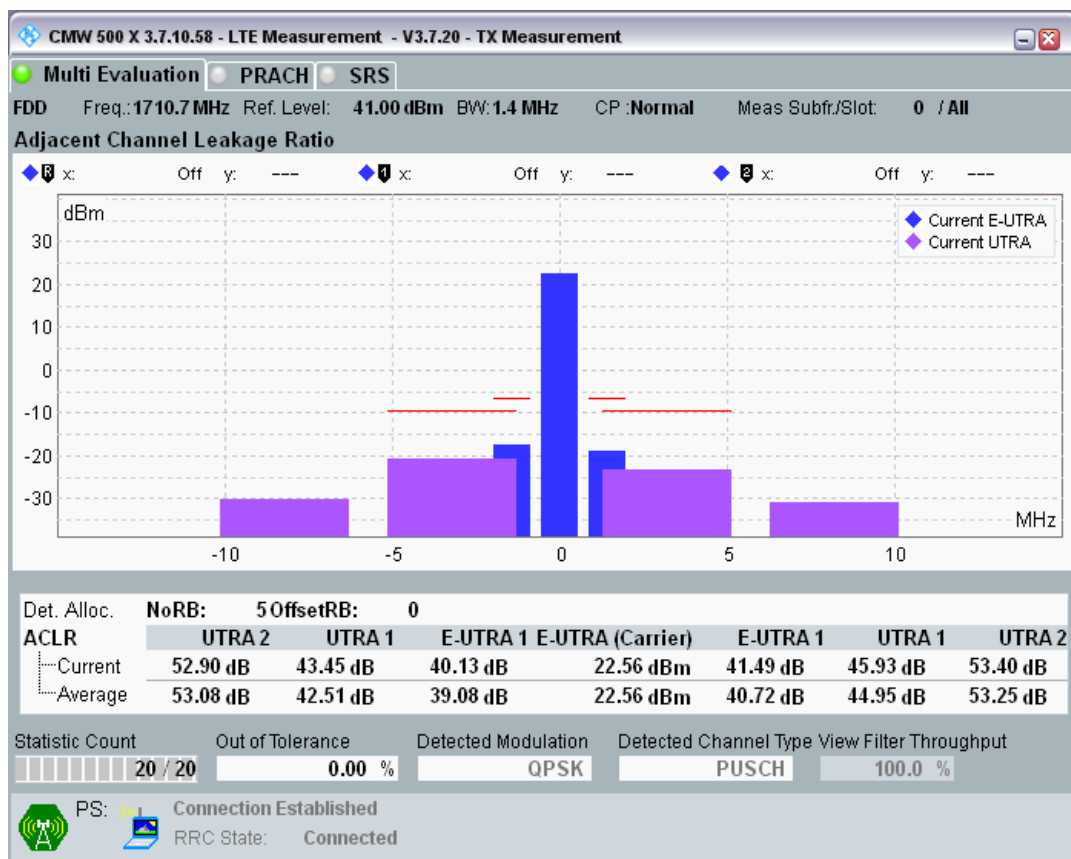 CMW 500 X 3.7.10.58 - LTE Measurement - V3.7.20 - TX Measurement
Multi Evaluation PRACH SRS
FDD Freq.: 1710.7 MHz Ref. Level: 41.00 dBm BW: 1.4 MHz CP :Normal Meas Subfr./Slot: 0 / All
Adjacent Channel Leakage Ratio
R x: Off y: --- 1 x: Off y: --- 2 x: Off y: ---
dBm
Current E-UTRA
Current UTRA
30
20
10
0
-10
-20
-30
MHz
-10 -5 0 5 10
Det. Alloc. NoRB: 5 OffsetRB: 0
ACLR UTRA 2 UTRA 1 E-UTRA 1 E-UTRA (Carrier) E-UTRA 1 UTRA 1 UTRA 2
Current 52.90 dB 43.45 dB 40.13 dB 22.56 dBm 41.49 dB 45.93 dB 53.40 dB
Average 53.08 dB 42.51 dB 39.08 dB 22.56 dBm 40.72 dB 44.95 dB 53.25 dB
Statistic Count Out of Tolerance Detected Modulation Detected Channel Type View Filter Throughput
20 / 20 0.00 % QPSK PUSCH 100.0 %
PS: Connection Established
RRC State: Connected